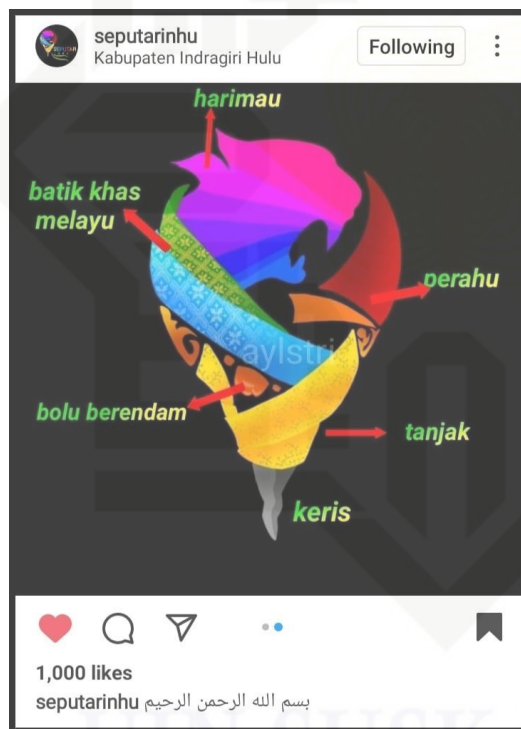 seputarinhu
Kabupaten Indragiri Hulu
Following
harimau
batik khas
melayu
perahu
aylstri
bolu berendam
tanjak
keris
1,000 likes
seputarinhu بسم الله الرحمن الرحيم